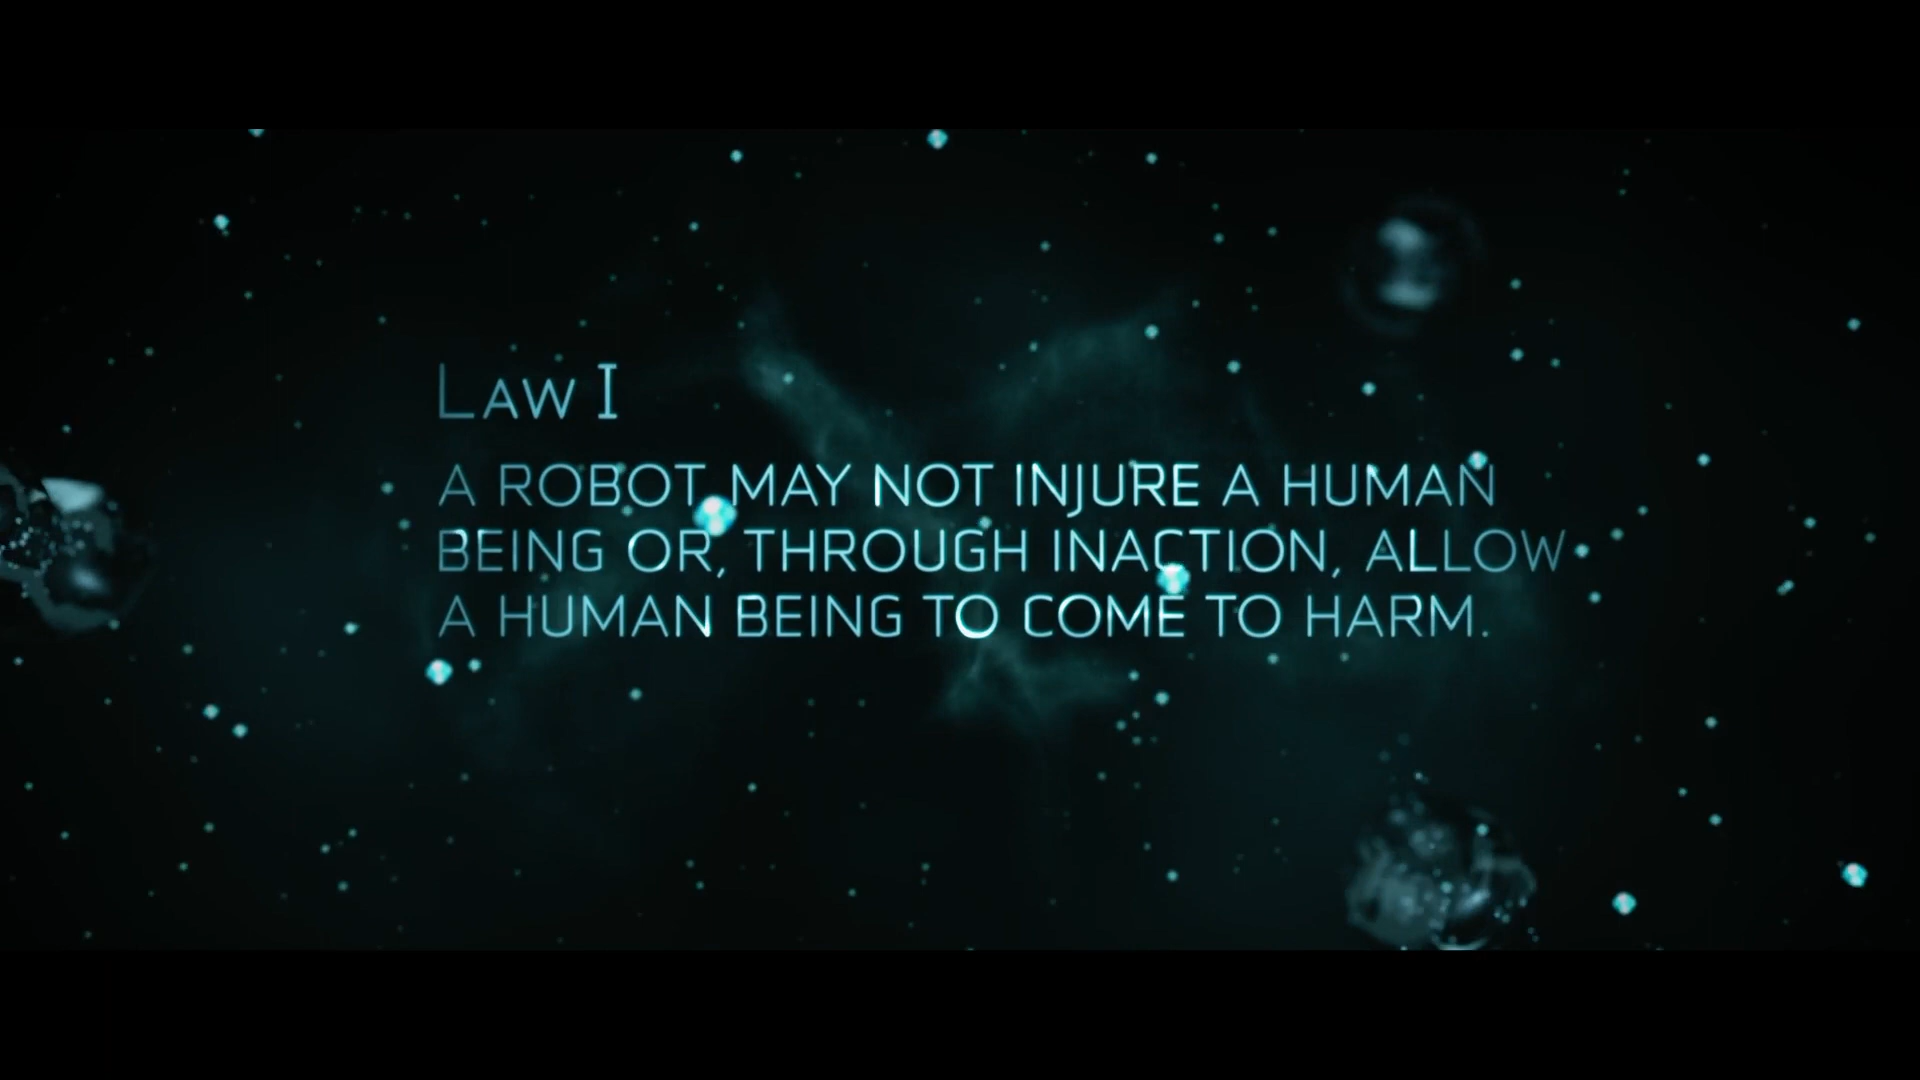 LAW I
A ROBOT MAY NOT INJURE A HUMAN
BEING OR, THROUGH INACTION, ALLOW
A HUMAN BEING TO COME TO HARM.